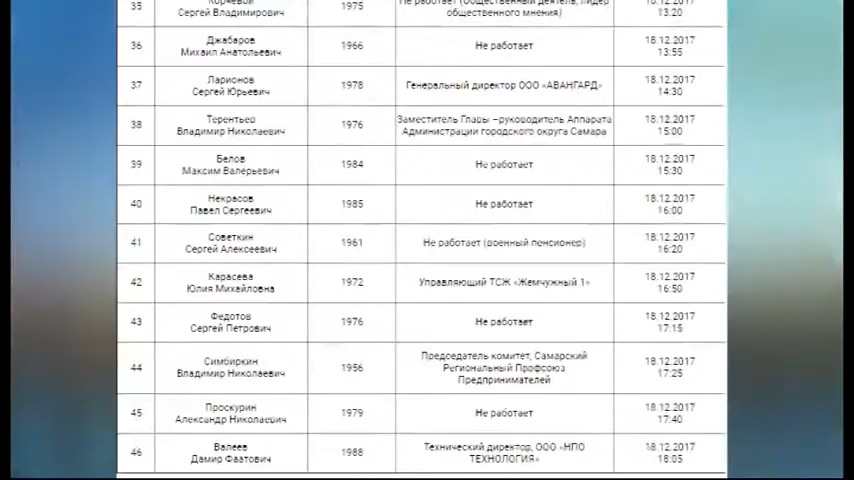 35
Корчевой
Сергей Владимирович
1975
Не работает (общественный деятель, лидер
общественного мнения)
18.12.2017
13:20
36
Джабаров
Михаил Анатольевич
1966
Не работает
18.12.2017
13:55
37
Ларионов
Сергей Юрьевич
1978
Генеральный директор ООО «АВАНГАРД»
18.12.2017
14:30
38
Терентьев
Владимир Николаевич
1976
Заместитель Главы –руководитель Аппарата
Администрации городского округа Самара
18.12.2017
15:00
39
Белов
Максим Валерьевич
1984
Не работает
18.12.2017
15:30
40
Некрасов
Павел Сергеевич
1985
Не работает
18.12.2017
16:00
41
Советкин
Сергей Алексеевич
1961
Не работает (военный пенсионер)
18.12.2017
16:20
42
Карасева
Юлия Михайловна
1972
Управляющий ТСЖ «Жемчужный 1»
18.12.2017
16:50
43
Федотов
Сергей Петрович
1976
Не работает
18.12.2017
17:15
44
Симбиркин
Владимир Николаевич
1956
Председатель комитет, Самарский
Региональный Профсоюз
Предпринимателей
18.12.2017
17:25
45
Проскурин
Александр Николаевич
1979
Не работает
18.12.2017
17:40
46
Валеев
Дамир Фаатович
1988
Технический директор, ООО «НПО
ТЕХНОЛОГИЯ»
18.12.2017
18:05